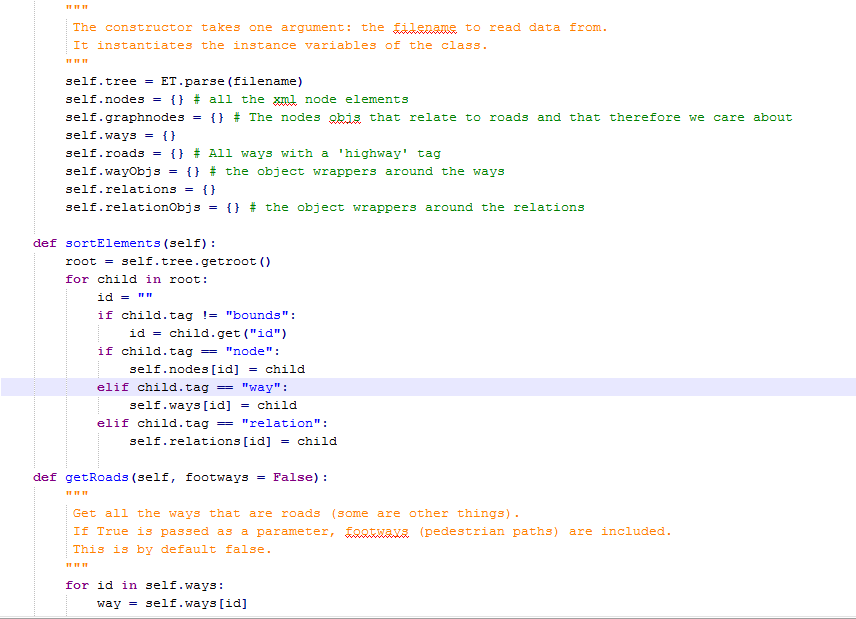 """
The constructor takes one argument: the filename to read data from.
It instantiates the instance variables of the class.
"""
self.tree = ET.parse(filename)
self.nodes = {} # all the xml node elements
self.graphnodes = {} # The nodes objs that relate to roads and that therefore we care about
self.ways = {}
self.roads = {} # All ways with a 'highway' tag
self.wayObjs = {} # the object wrappers around the ways
self.relations = {}
self.relationObjs = {} # the object wrappers around the relations
def sortElements(self):
root = self.tree.getroot()
for child in root:
id = ""
if child.tag != "bounds":
id = child.get("id")
if child.tag == "node":
self.nodes[id] = child
elif child.tag == "way":
self.ways[id] = child
elif child.tag == "relation":
self.relations[id] = child
def getRoads(self, footways = False):
"""
Get all the ways that are roads (some are other things).
If True is passed as a parameter, footways (pedestrian paths) are included.
This is by default false.
"""
for id in self.ways:
way = self.ways[id]